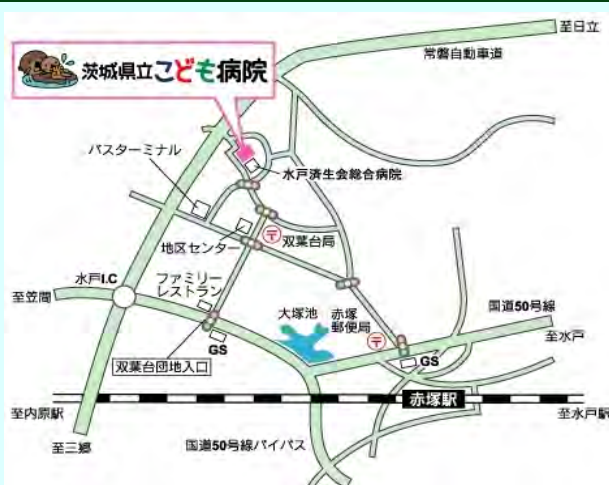 至日立
常磐自動車道
茨城県立こども病院
バスターミナル
水戸済生会総合病院
〒
双葉台局
地区センター
水戸I.C
ファミリー
レストラン
至笠間
大塚池
赤塚
郵便局
〒
国道50号線
至水戸
GS
GS
双葉台団地入口
赤塚駅
至内原駅
至水戸駅
至三郷
国道50号線バイパス